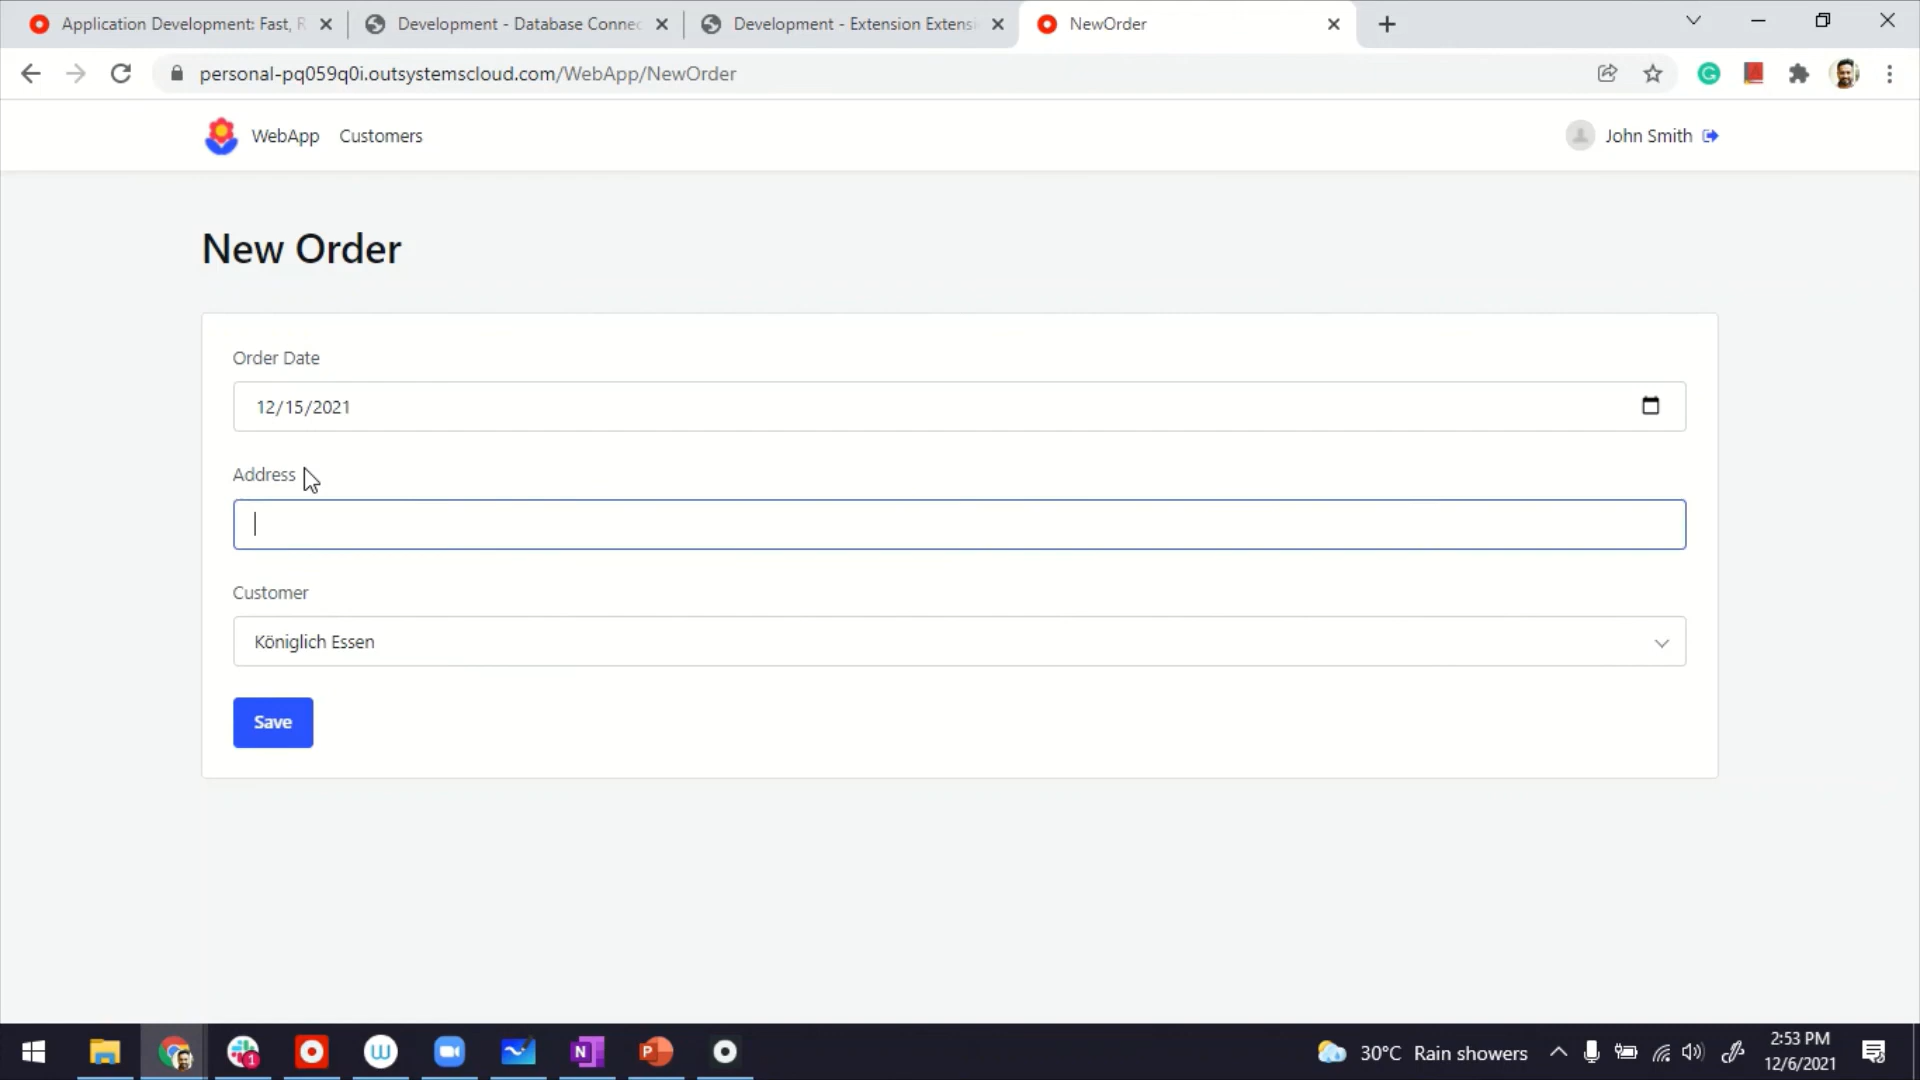 Application Development: Fast, R
Development - Database Connec
Development - Extension Extensi
NewOrder
personal-pq059q0i.outsystemscloud.com/WebApp/NewOrder
WebApp Customers John Smith
New Order
Order Date
12/15/2021
Address
Customer
Königlich Essen
Save
30°C Rain showers
2:53 PM
12/6/2021